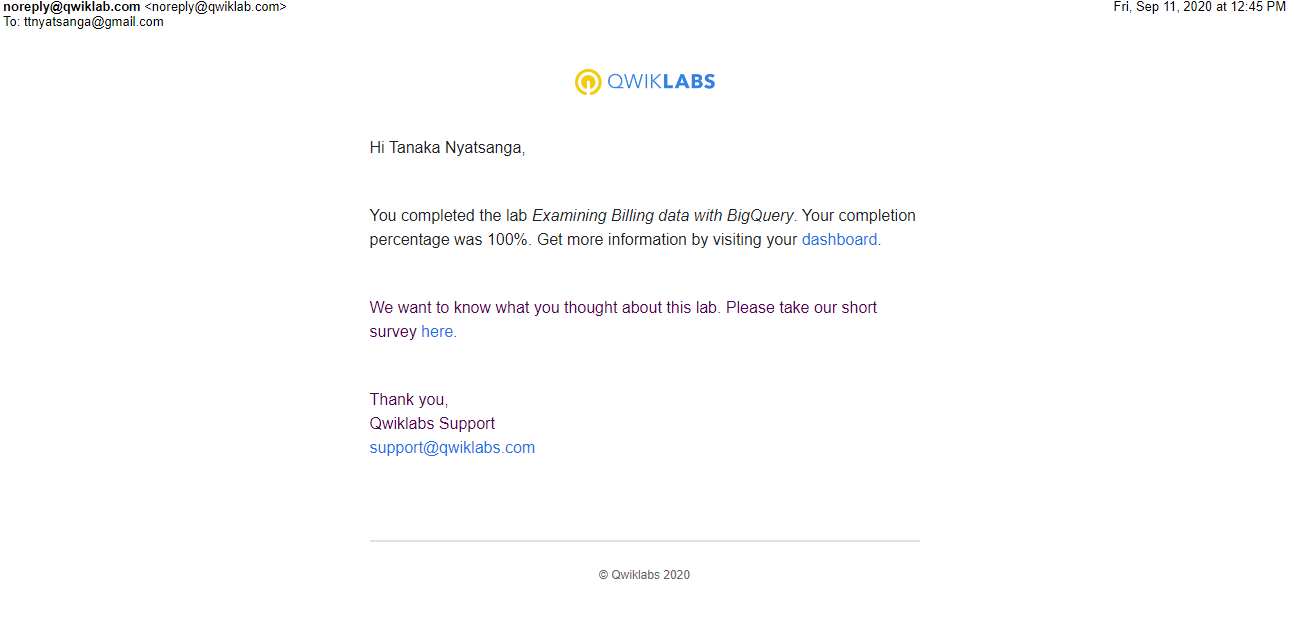 noreply@qwiklab.com <noreply@qwiklab.com> Fri, Sep 11, 2020 at 12:45 PM
To: ttnyatsanga@gmail.com
QWIKLABS
Hi Tanaka Nyatsanga,
You completed the lab Examining Billing data with BigQuery. Your completion
percentage was 100%. Get more information by visiting your dashboard.
We want to know what you thought about this lab. Please take our short
survey here.
Thank you,
Qwiklabs Support
support@qwiklabs.com
© Qwiklabs 2020